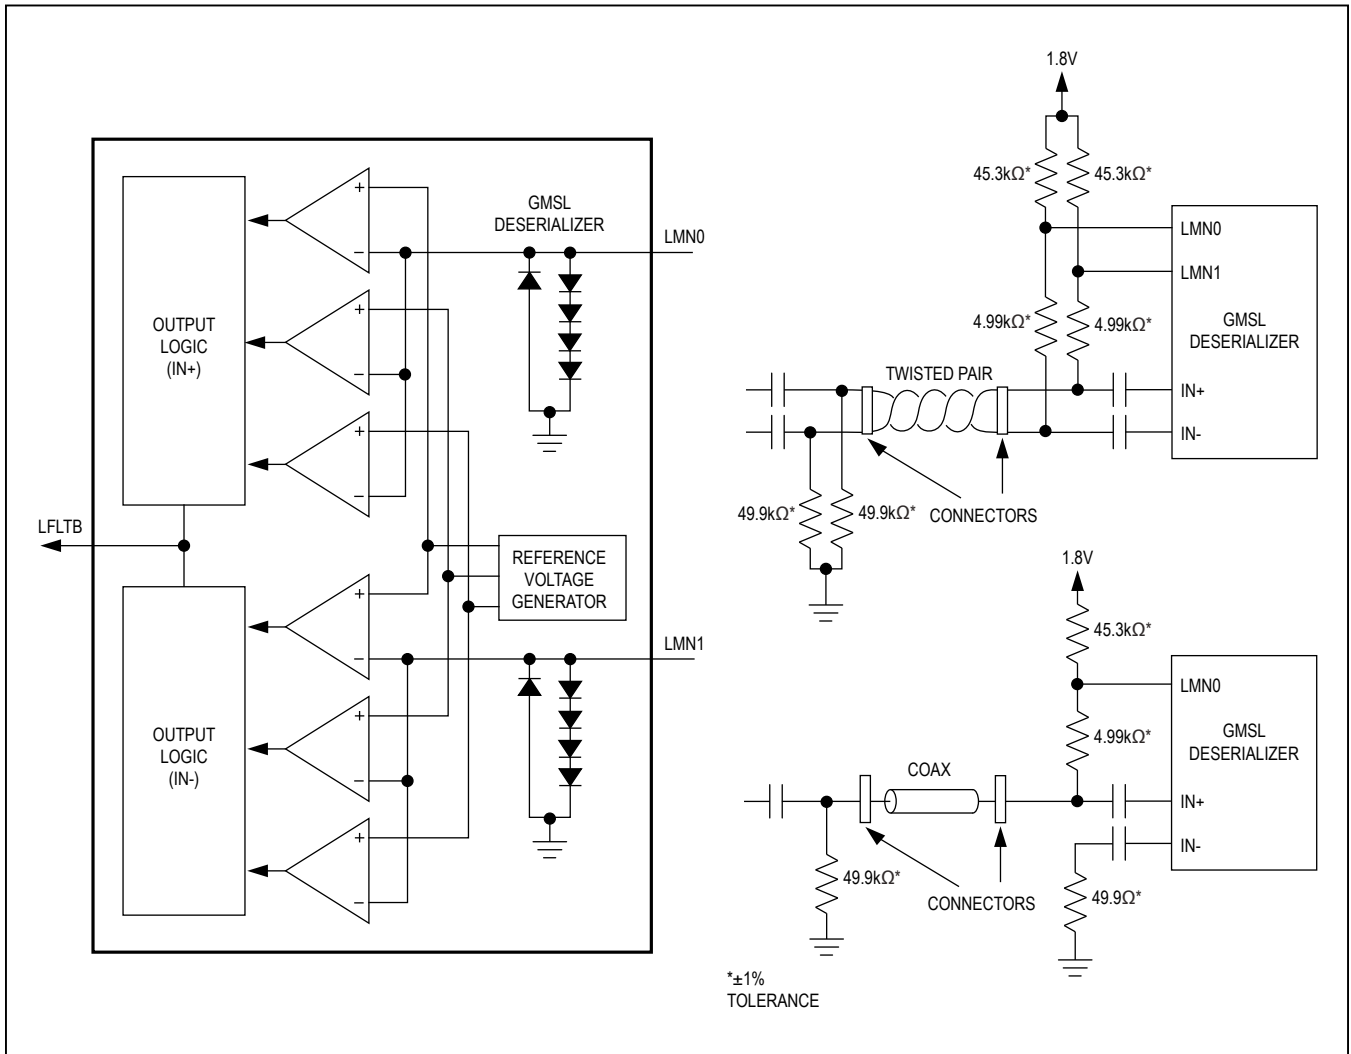 GMSL
DESERIALIZER
LMN0
+
−
+
−
+
−
OUTPUT
LOGIC
(IN+)
LFLTB
REFERENCE
VOLTAGE
GENERATOR
LMN1
+
−
+
−
+
−
OUTPUT
LOGIC
(IN-)
1.8V
45.3kΩ*
45.3kΩ*
LMN0
LMN1
4.99kΩ*
4.99kΩ*
GMSL
DESERIALIZER
TWISTED PAIR
IN+
IN-
49.9kΩ*
49.9kΩ*
CONNECTORS
1.8V
45.3kΩ*
LMN0
4.99kΩ*
GMSL
DESERIALIZER
COAX
IN+
IN-
49.9kΩ*
CONNECTORS
49.9Ω*
*±1%
TOLERANCE